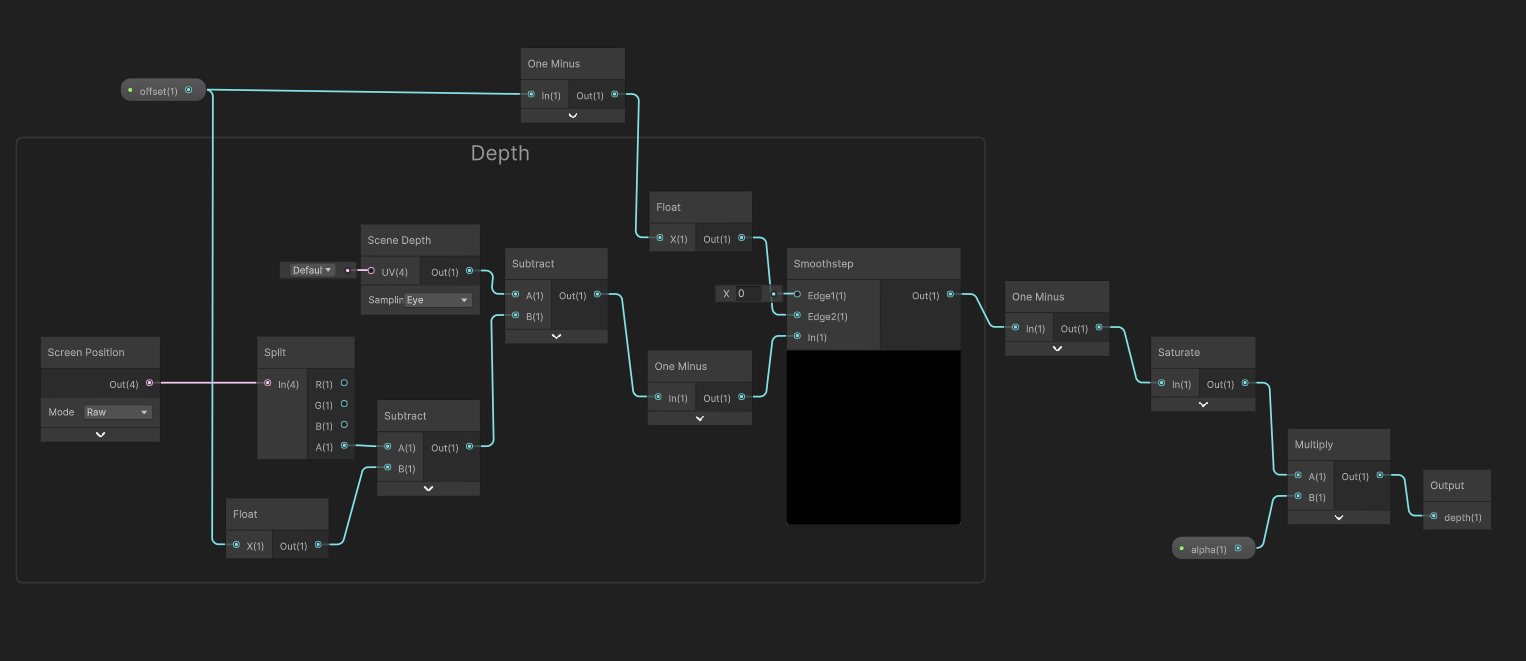 One Minus
offset(1)
In(1) Out(1)
Depth
Float
X(1) Out(1)
Scene Depth
Defaul
UV(4) Out(1)
Samplin Eye
Subtract
A(1) Out(1)
B(1)
Smoothstep
X 0
Edge1(1) Out(1)
Edge2(1)
In(1)
One Minus
In(1) Out(1)
Screen Position
Out(4)
Mode Raw
Split
In(4) R(1)
G(1)
B(1)
A(1)
One Minus
In(1) Out(1)
Saturate
In(1) Out(1)
Subtract
A(1) Out(1)
B(1)
Multiply
A(1) Out(1)
B(1)
Output
depth(1)
Float
X(1) Out(1)
alpha(1)